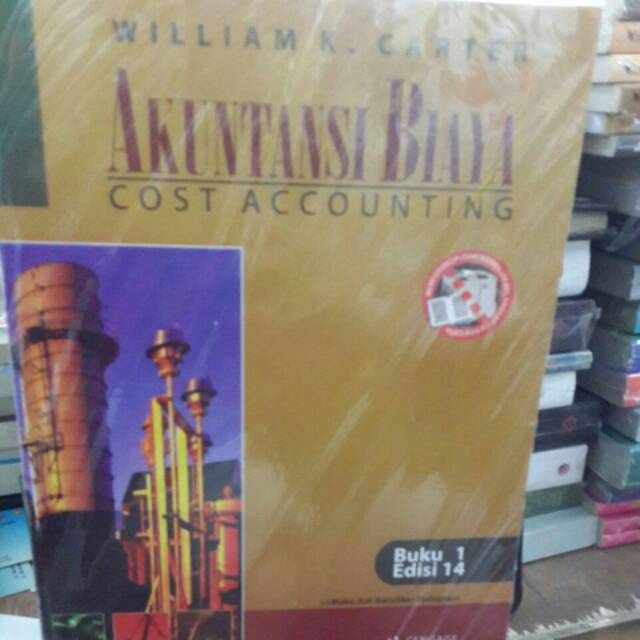 WILLIAM K. CARTER
AKUNTANSI BIAYA
COST ACCOUNTING
Buku 1
Edisi 14